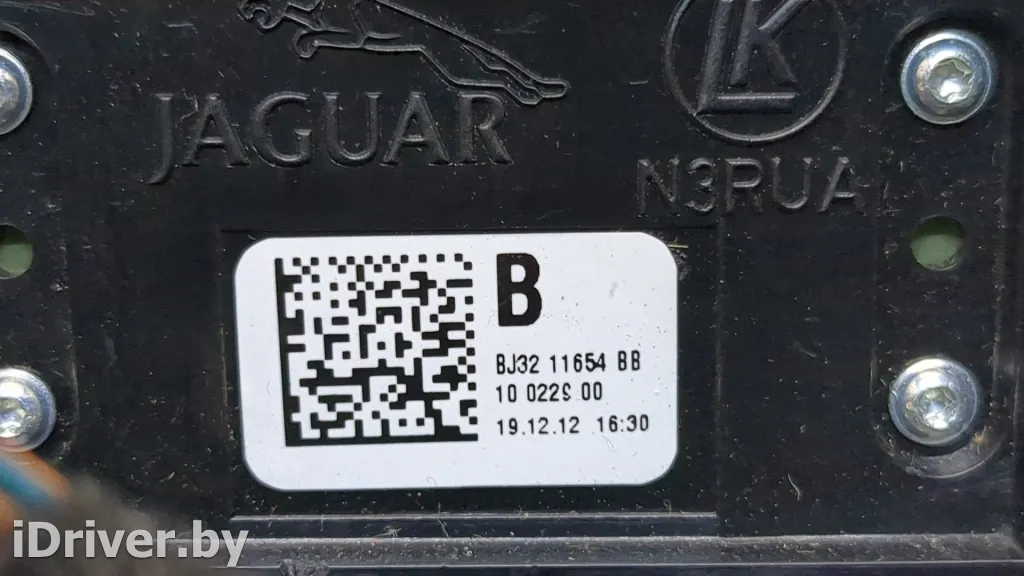 JAGUAR
LK
N3RUA
B
BJ32 11654 BB
10 0229 00
19.12.12 16:30
iDriver.by